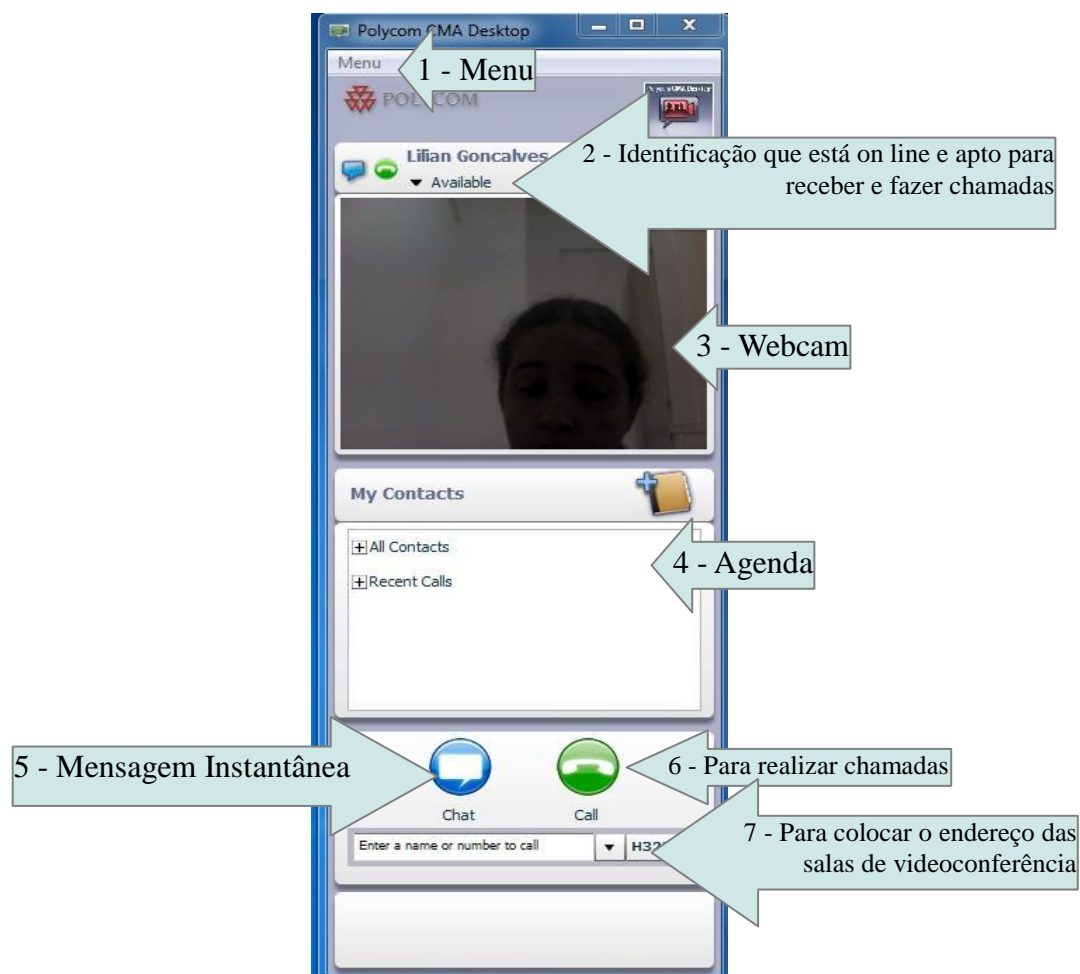 Polycom CMA Desktop
Menu
1 - Menu
POLYCOM
Lilian Goncalves
Available
2 - Identificação que está on line e apto para
receber e fazer chamadas
3 - Webcam
My Contacts
All Contacts
Recent Calls
4 - Agenda
5 - Mensagem Instantânea
6 - Para realizar chamadas
Chat
Call
Enter a name or number to call
7 - Para colocar o endereço das
salas de videoconferência